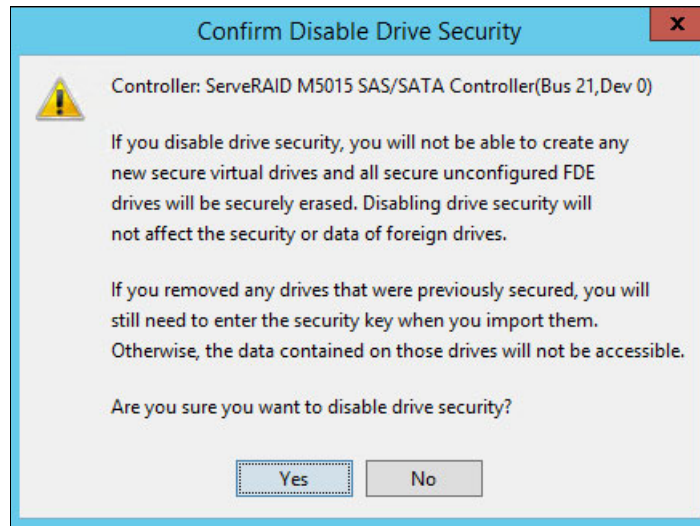 Confirm Disable Drive Security
x
Controller: ServeRAID M5015 SAS/SATA Controller(Bus 21,Dev 0)
If you disable drive security, you will not be able to create any
new secure virtual drives and all secure unconfigured FDE
drives will be securely erased. Disabling drive security will
not affect the security or data of foreign drives.
If you removed any drives that were previously secured, you will
still need to enter the security key when you import them.
Otherwise, the data contained on those drives will not be accessible.
Are you sure you want to disable drive security?
Yes No